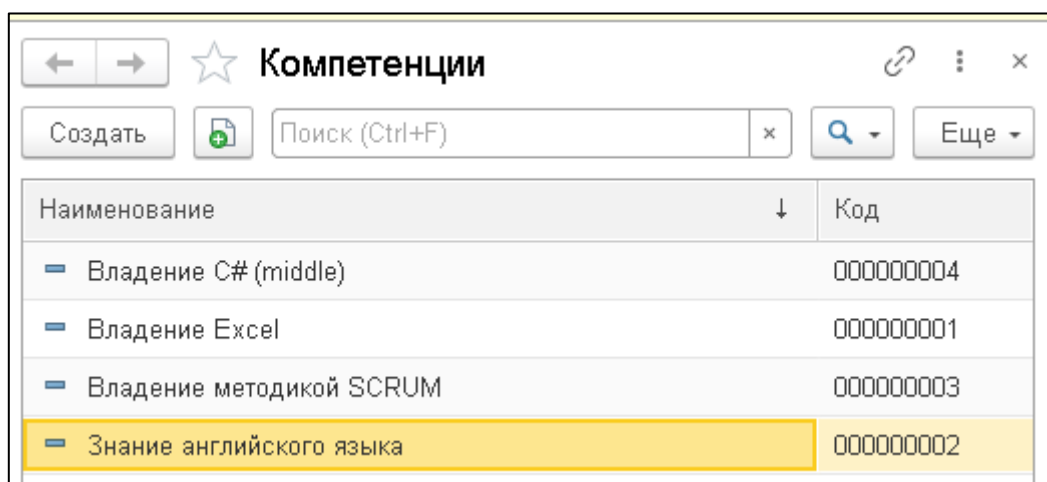 Компетенции
Создать Поиск (Ctrl+F) Еще
Наименование Код
Владение C# (middle) 000000004
Владение Excel 000000001
Владение методикой SCRUM 000000003
Знание английского языка 000000002